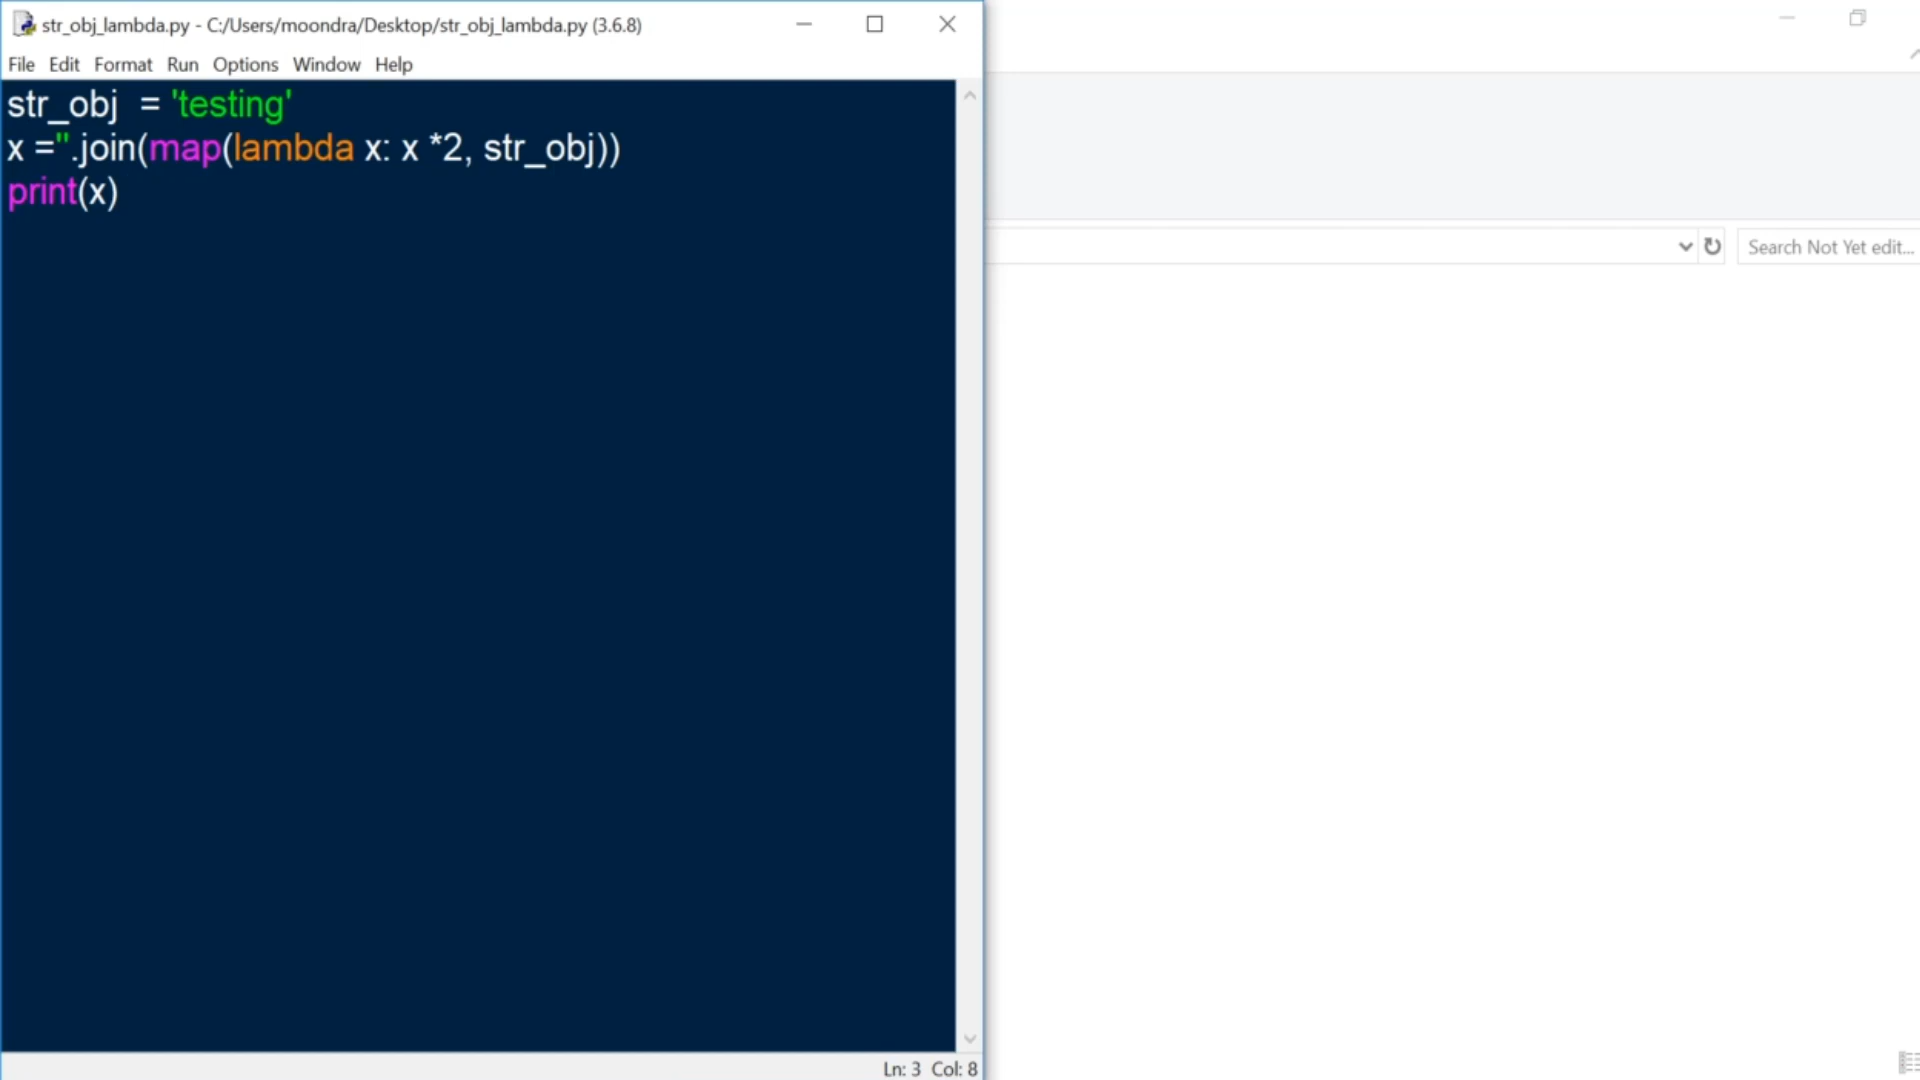 str_obj_lambda.py - C:/Users/moondra/Desktop/str_obj_lambda.py (3.6.8)
File Edit Format Run Options Window Help
str_obj  = 'testing'
x =''.join(map(lambda x: x *2, str_obj))
print(x)
Search Not Yet edit...
Ln: 3 Col: 8